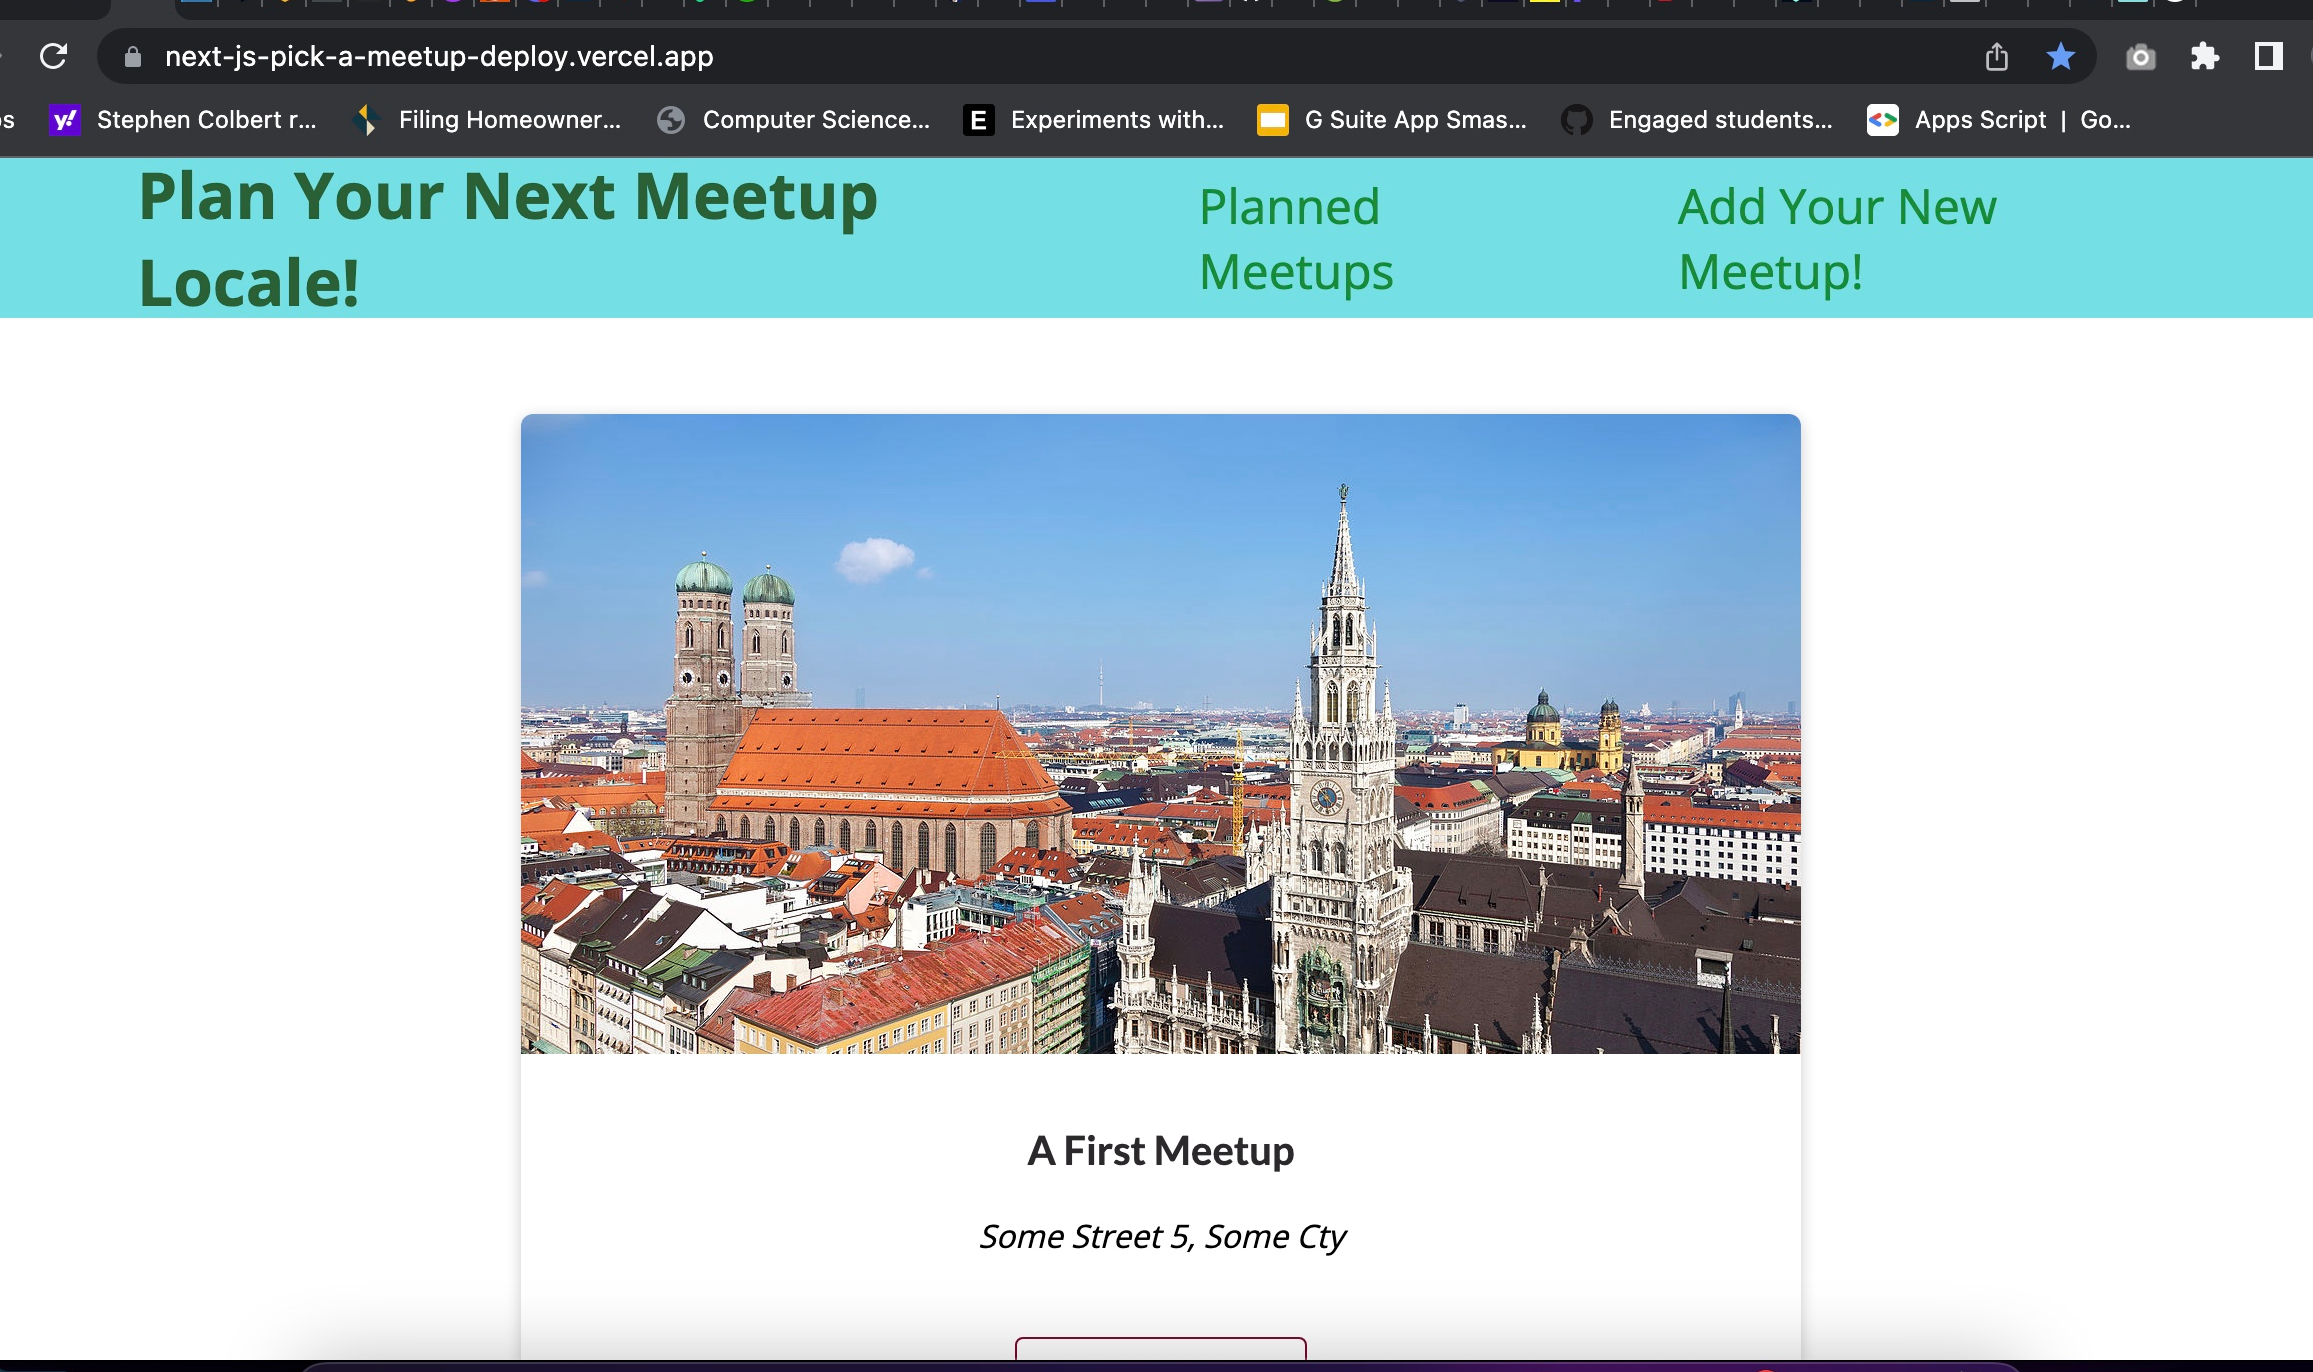 next-js-pick-a-meetup-deploy.vercel.app
s Stephen Colbert r... Filing Homeowner... Computer Science... E Experiments with... G Suite App Smas... Engaged students... Apps Script | Go...
Plan Your Next Meetup
Locale!
Planned
Meetups
Add Your New
Meetup!
A First Meetup
Some Street 5, Some Cty